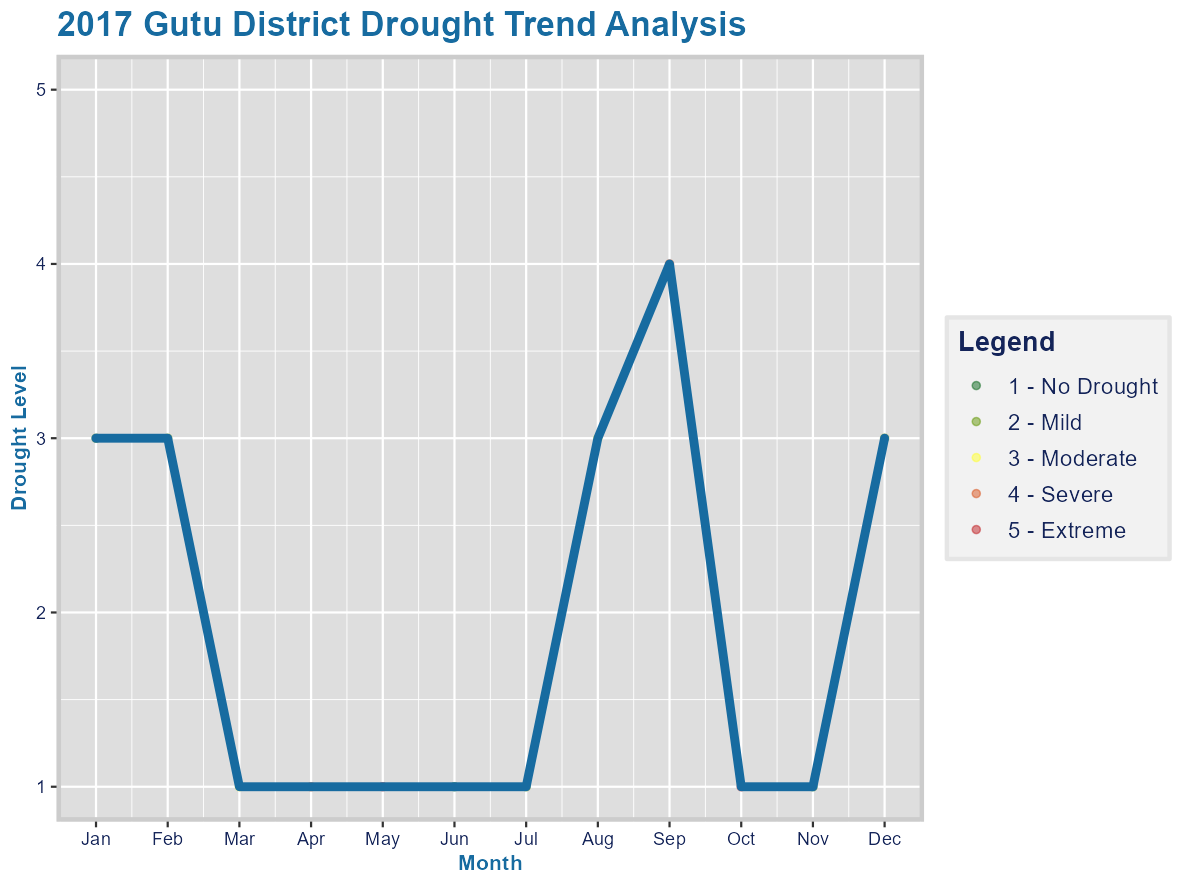 2017 Gutu District Drought Trend Analysis
Drought Level
5
4
3
2
1
Jan Feb Mar Apr May Jun Jul Aug Sep Oct Nov Dec
Month
Legend
1 - No Drought
2 - Mild
3 - Moderate
4 - Severe
5 - Extreme